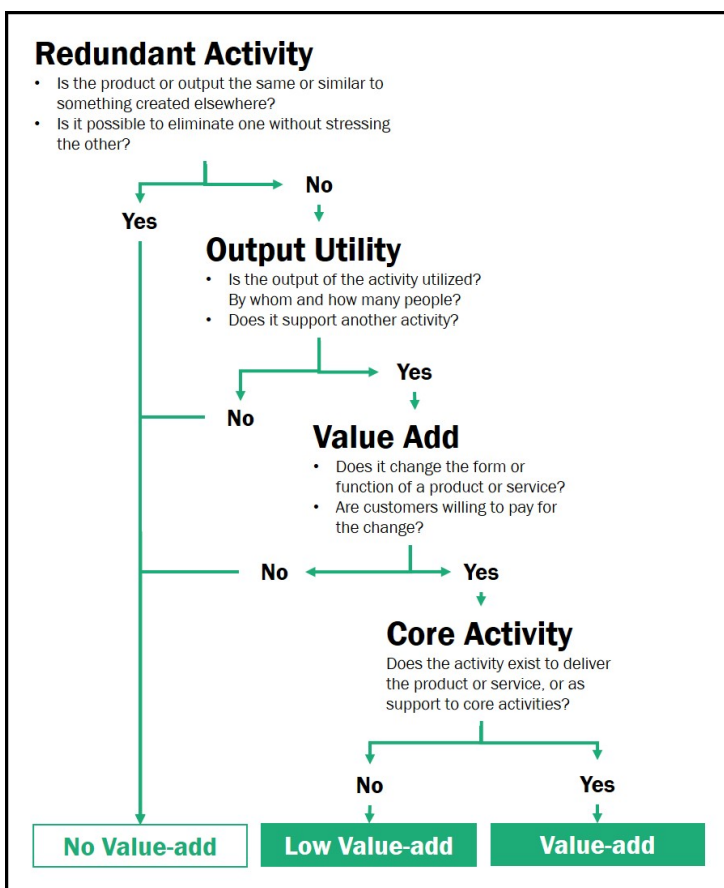 Redundant Activity
• Is the product or output the same or similar to
something created elsewhere?
• Is it possible to eliminate one without stressing
the other?
No
Yes
Output Utility
• Is the output of the activity utilized?
By whom and how many people?
• Does it support another activity?
Yes
No
Value Add
• Does it change the form or
function of a product or service?
• Are customers willing to pay for
the change?
No
Yes
Core Activity
Does the activity exist to deliver
the product or service, or as
support to core activities?
No
Yes
No Value-add
Low Value-add
Value-add